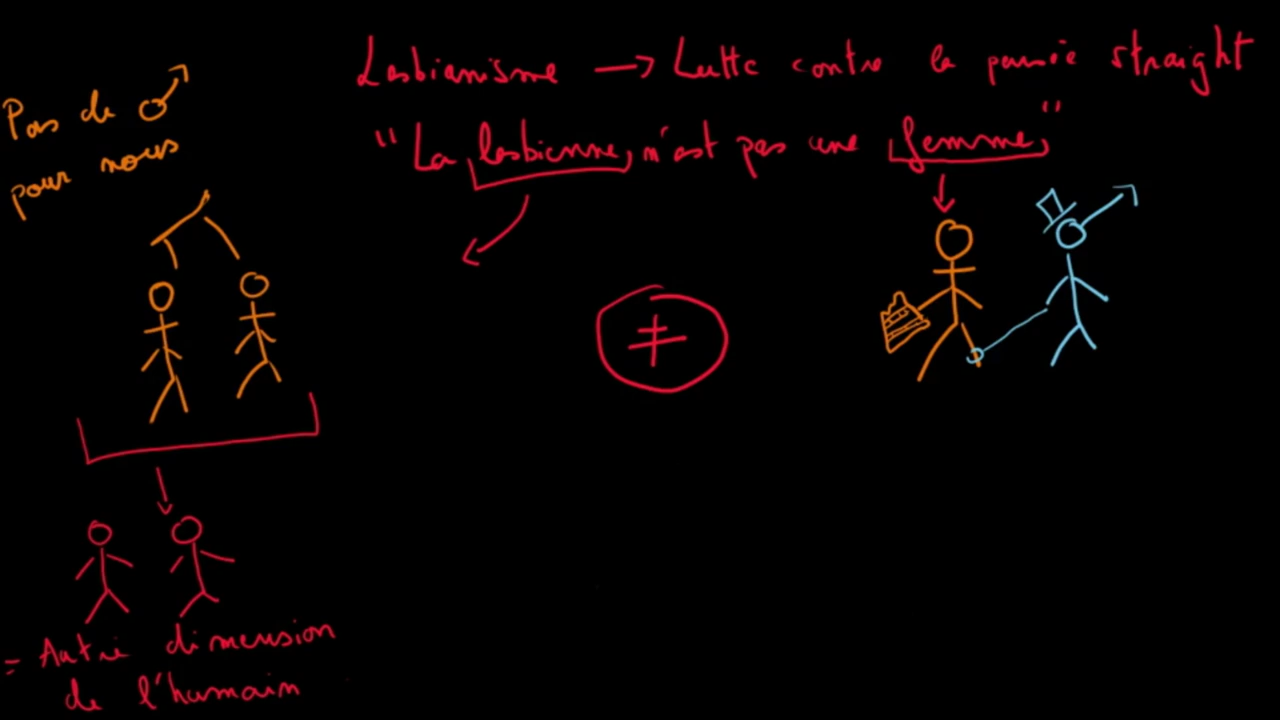 Lesbianisme → Lutte contre la pensée straight
"La lesbienne, n'est pas une femme,"
Pas de ♂
pour nous
≠
= Autre dimension
de l'humain